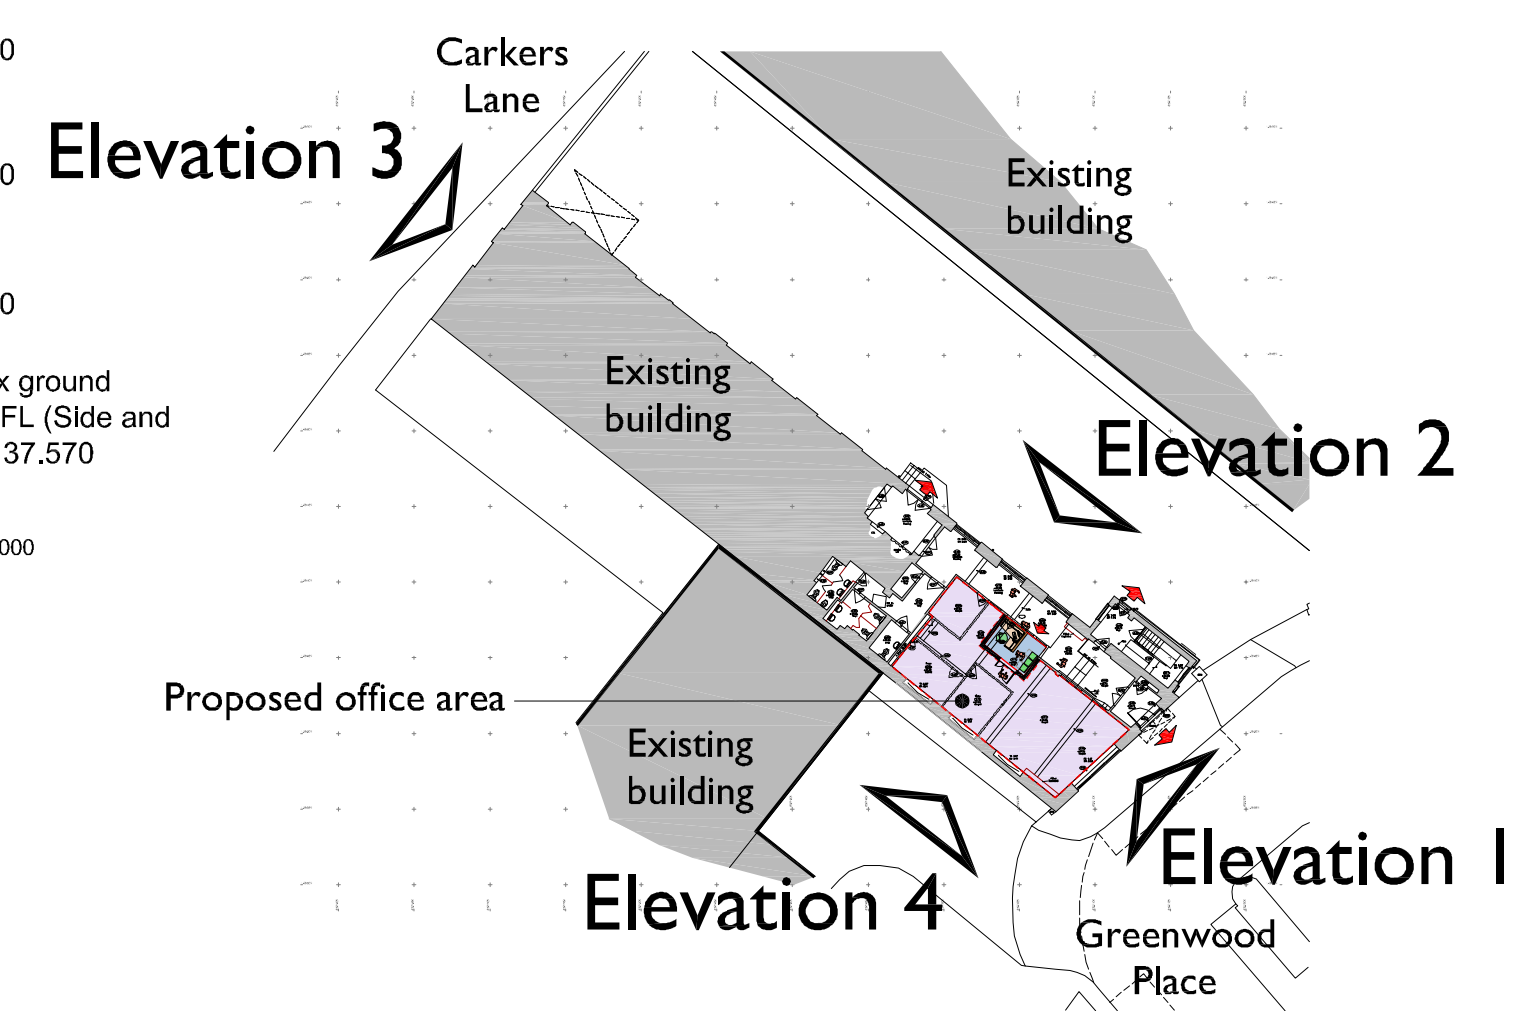 0
Carkers
Lane
Elevation 3
0
Existing
building
0
x ground
FL (Side and
37.570
Existing
building
Elevation 2
000
Proposed office area
Existing
building
Elevation 1
Elevation 4
Greenwood
Place